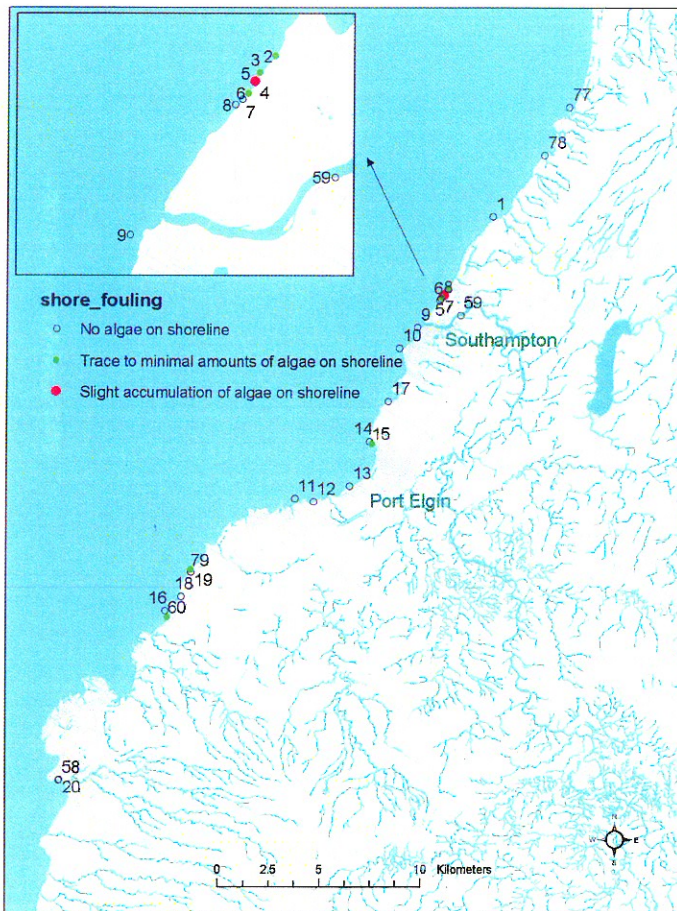 3 2
5
6 4
8 7
59
9
77
78
1
shore_fouling
No algae on shoreline
Trace to minimal amounts of algae on shoreline
Slight accumulation of algae on shoreline
68
59
57
9
10
Southampton
17
14 15
13
11 12
Port Elgin
79
19
18
16 60
58
20
N
W E
S
0 2.5 5 10 Kilometers